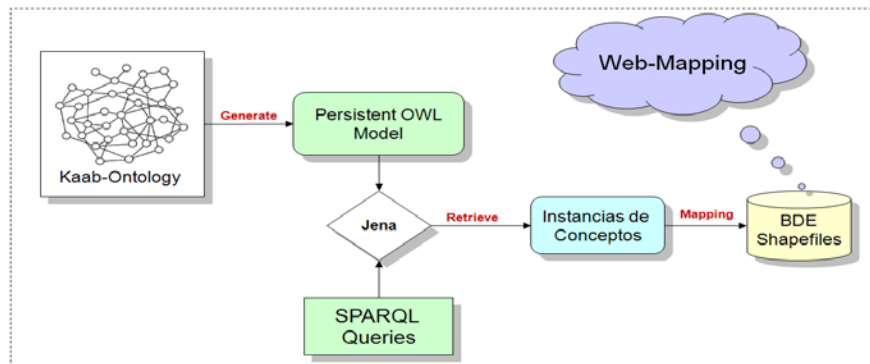 Web-Mapping
Generate
Persistent OWL
Model
Kaab-Ontology
Jena
Retrieve
Instancias de
Conceptos
Mapping
BDE
Shapefiles
SPARQL
Queries